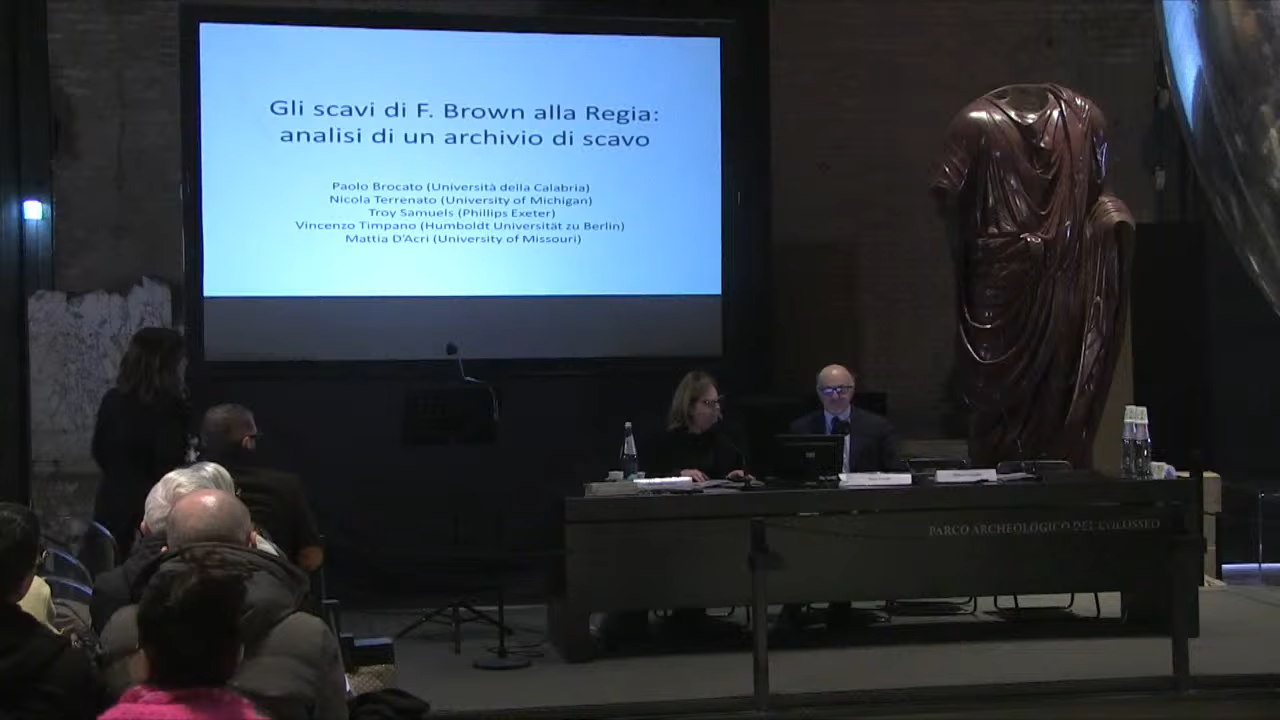 Gli scavi di F. Brown alla Regia:
analisi di un archivio di scavo
Paolo Brocato (Università della Calabria)
Nicola Terrenato (University of Michigan)
Troy Samuels (Phillips Exeter)
Vincenzo Timpano (Humboldt Universität zu Berlin)
Mattia D'Acri (University of Missouri)
PARCO ARCHEOLOGICO DEL COLOSSEO